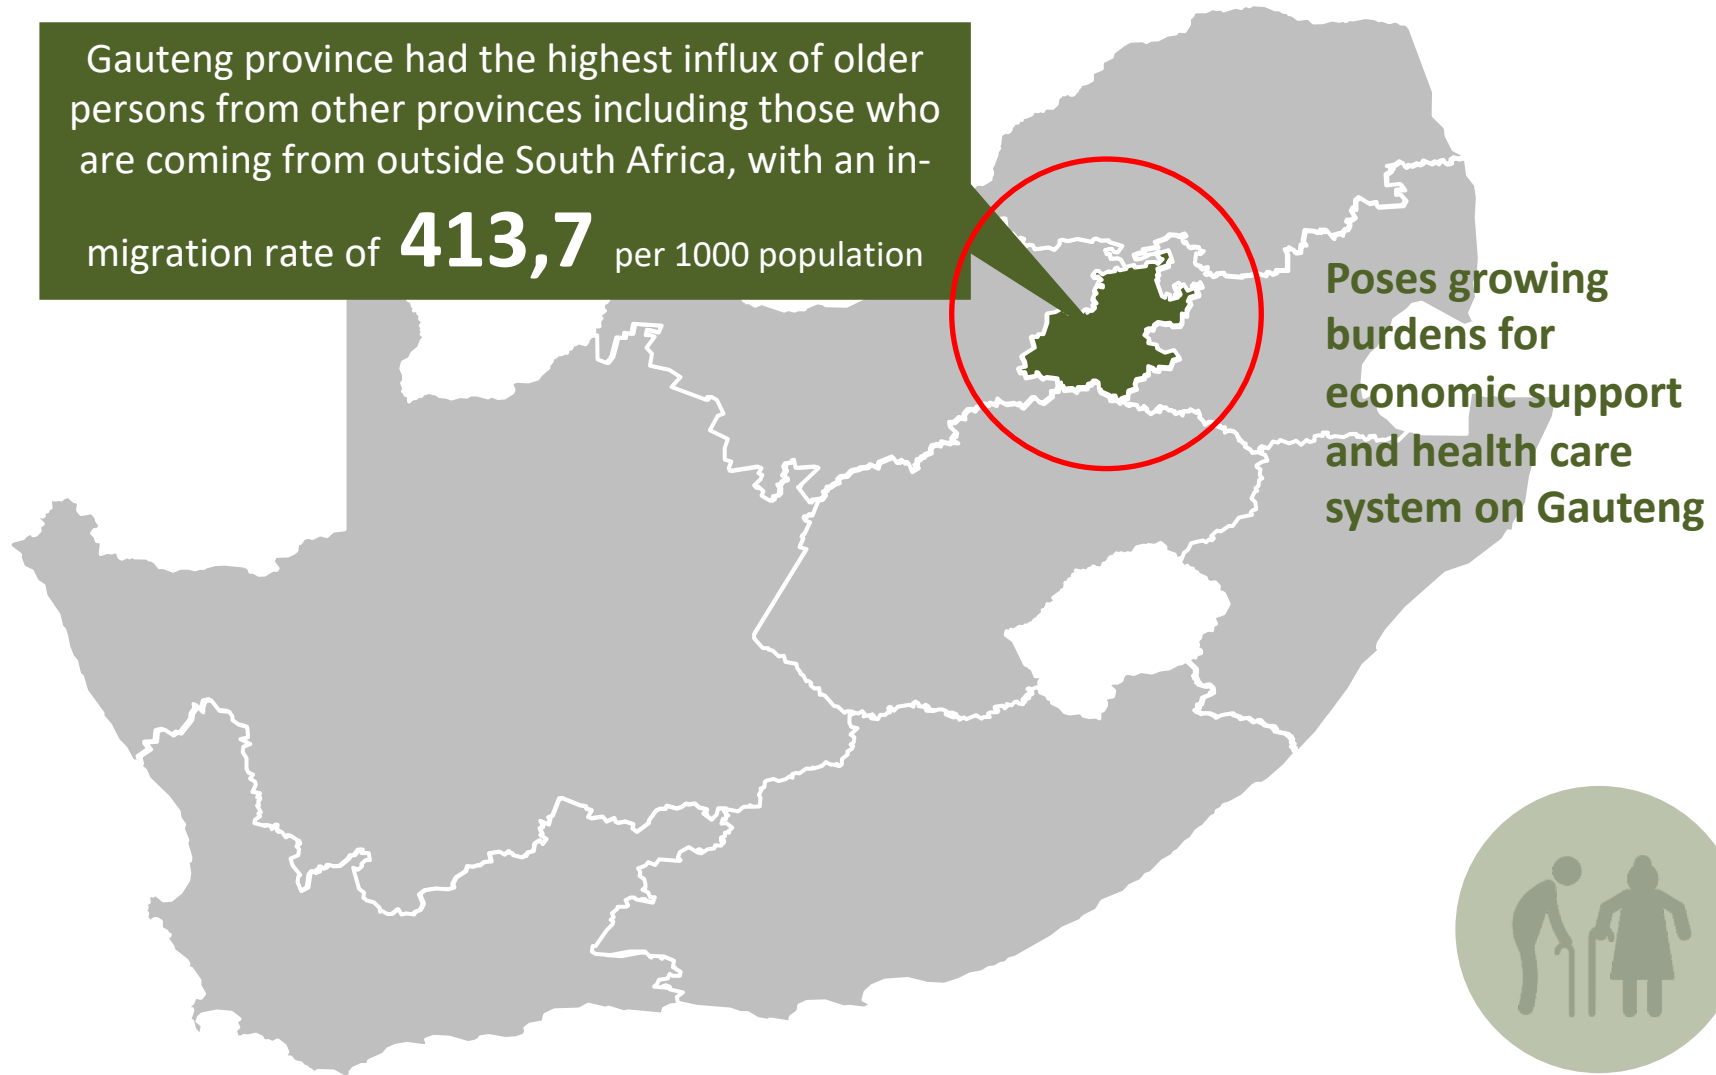 Gauteng province had the highest influx of older
persons from other provinces including those who
are coming from outside South Africa, with an in-
migration rate of 413,7 per 1000 population
Poses growing
burdens for
economic support
and health care
system on Gauteng